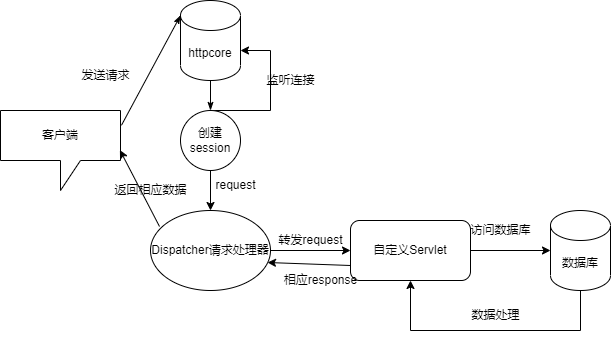 httpcore
发送请求
监听连接
客户端
创建
session
返回相应数据
request
Dispatcher请求处理器
转发request
自定义Servlet
访问数据库
数据库
相应response
数据处理